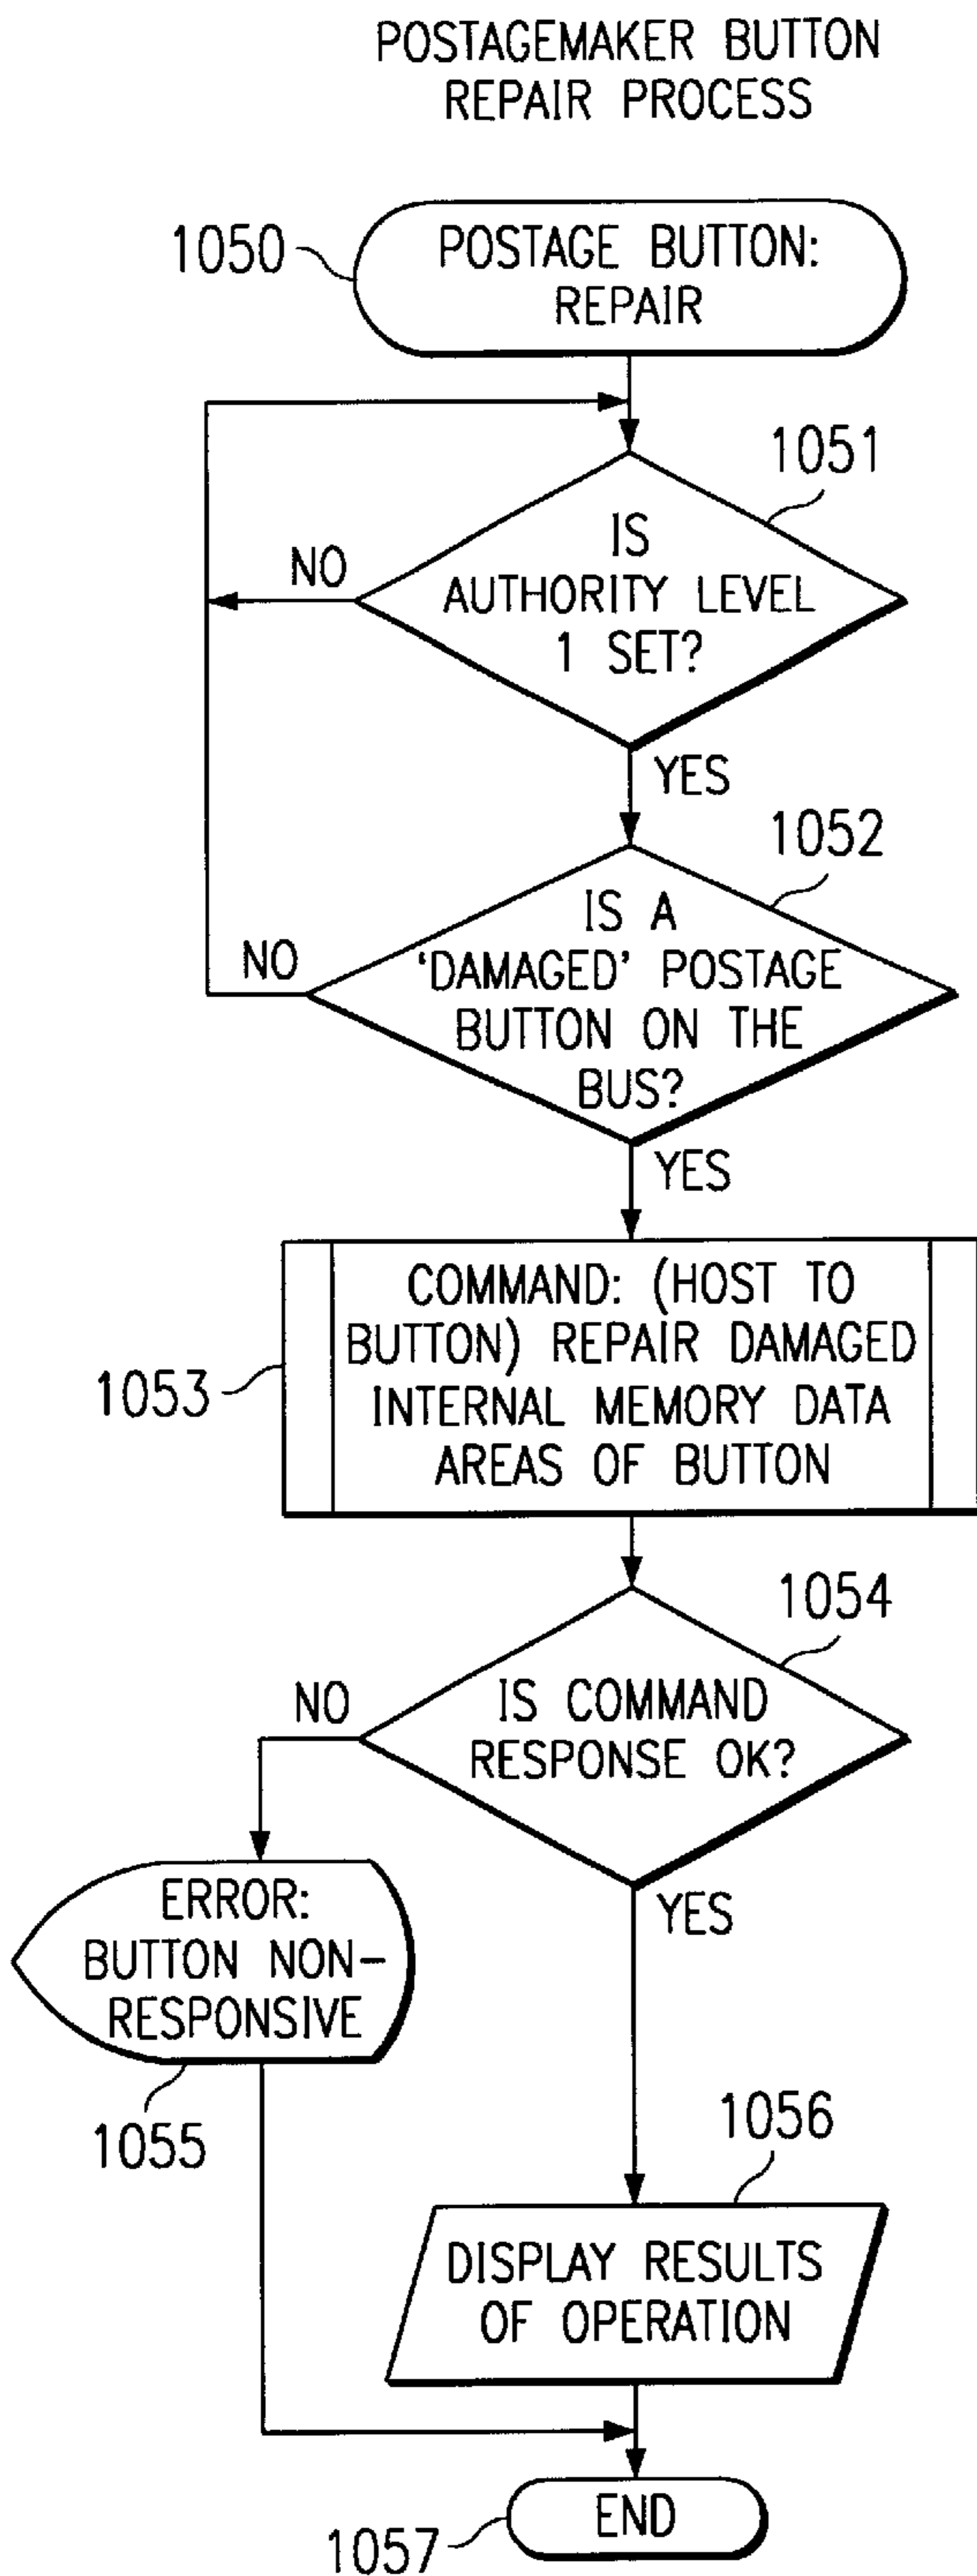 POSTAGEMAKER BUTTON
REPAIR PROCESS
1050
POSTAGE BUTTON:
REPAIR
1051
IS
AUTHORITY LEVEL
1 SET?
NO
YES
1052
IS A
'DAMAGED' POSTAGE
BUTTON ON THE
BUS?
NO
YES
1053
COMMAND: (HOST TO
BUTTON) REPAIR DAMAGED
INTERNAL MEMORY DATA
AREAS OF BUTTON
1054
IS COMMAND
RESPONSE OK?
NO
YES
ERROR:
BUTTON NON-
RESPONSIVE
1055
1056
DISPLAY RESULTS
OF OPERATION
END
1057